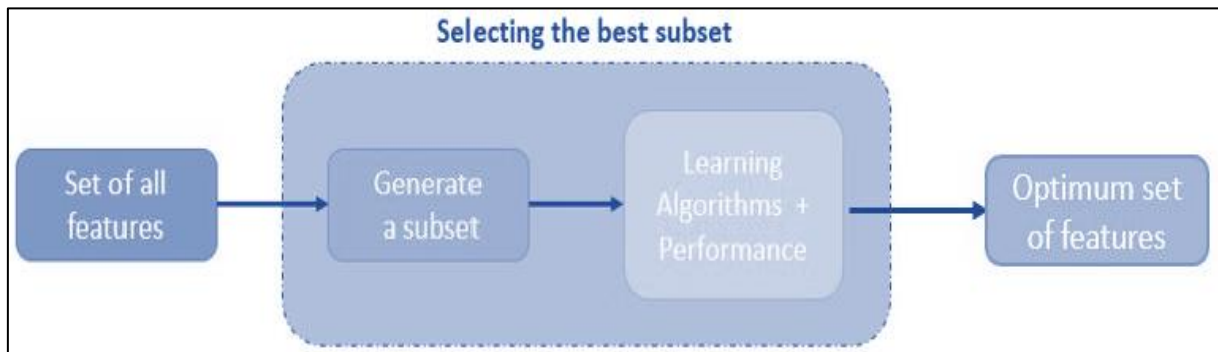 Selecting the best subset
Set of all
features
Generate
a subset
Learning
Algorithms +
Performance
Optimum set
of features